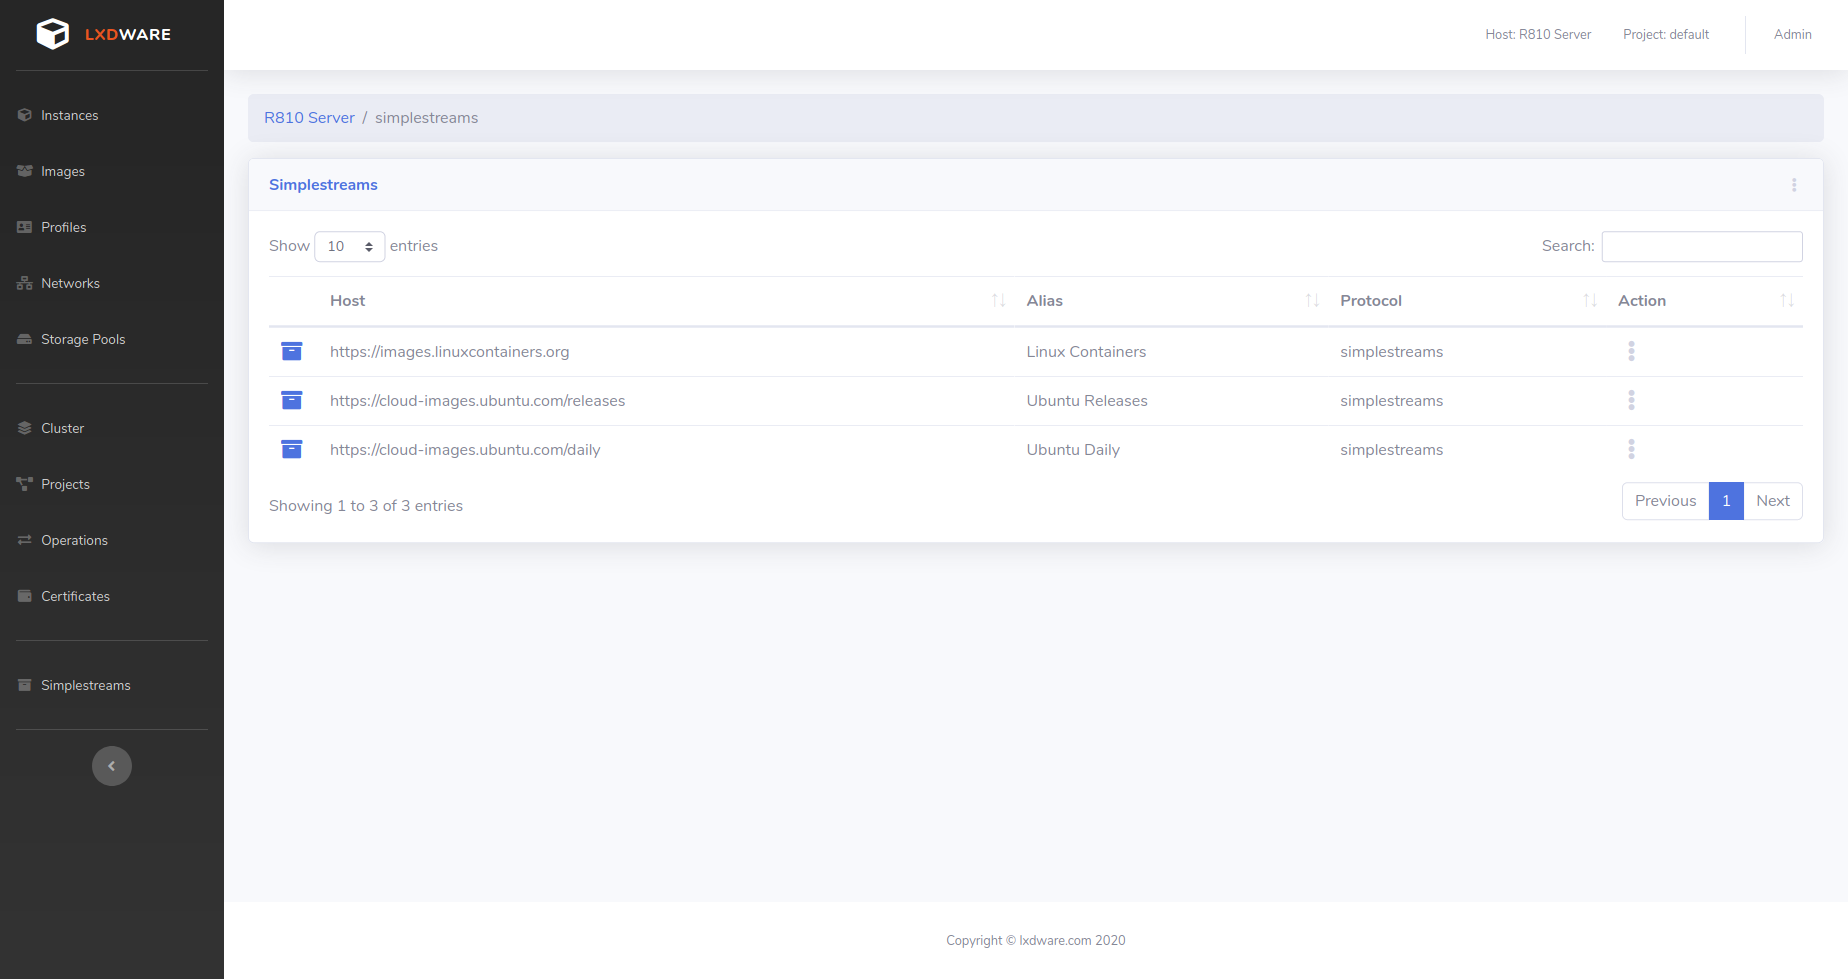 LXDWARE
Host: R810 Server Project: default Admin
Instances
Images
Profiles
Networks
Storage Pools
Cluster
Projects
Operations
Certificates
Simplestreams
R810 Server / simplestreams
Simplestreams
Show 10 entries Search:
Host Alias Protocol Action
https://images.linuxcontainers.org Linux Containers simplestreams
https://cloud-images.ubuntu.com/releases Ubuntu Releases simplestreams
https://cloud-images.ubuntu.com/daily Ubuntu Daily simplestreams
Showing 1 to 3 of 3 entries Previous 1 Next
Copyright © lxdware.com 2020